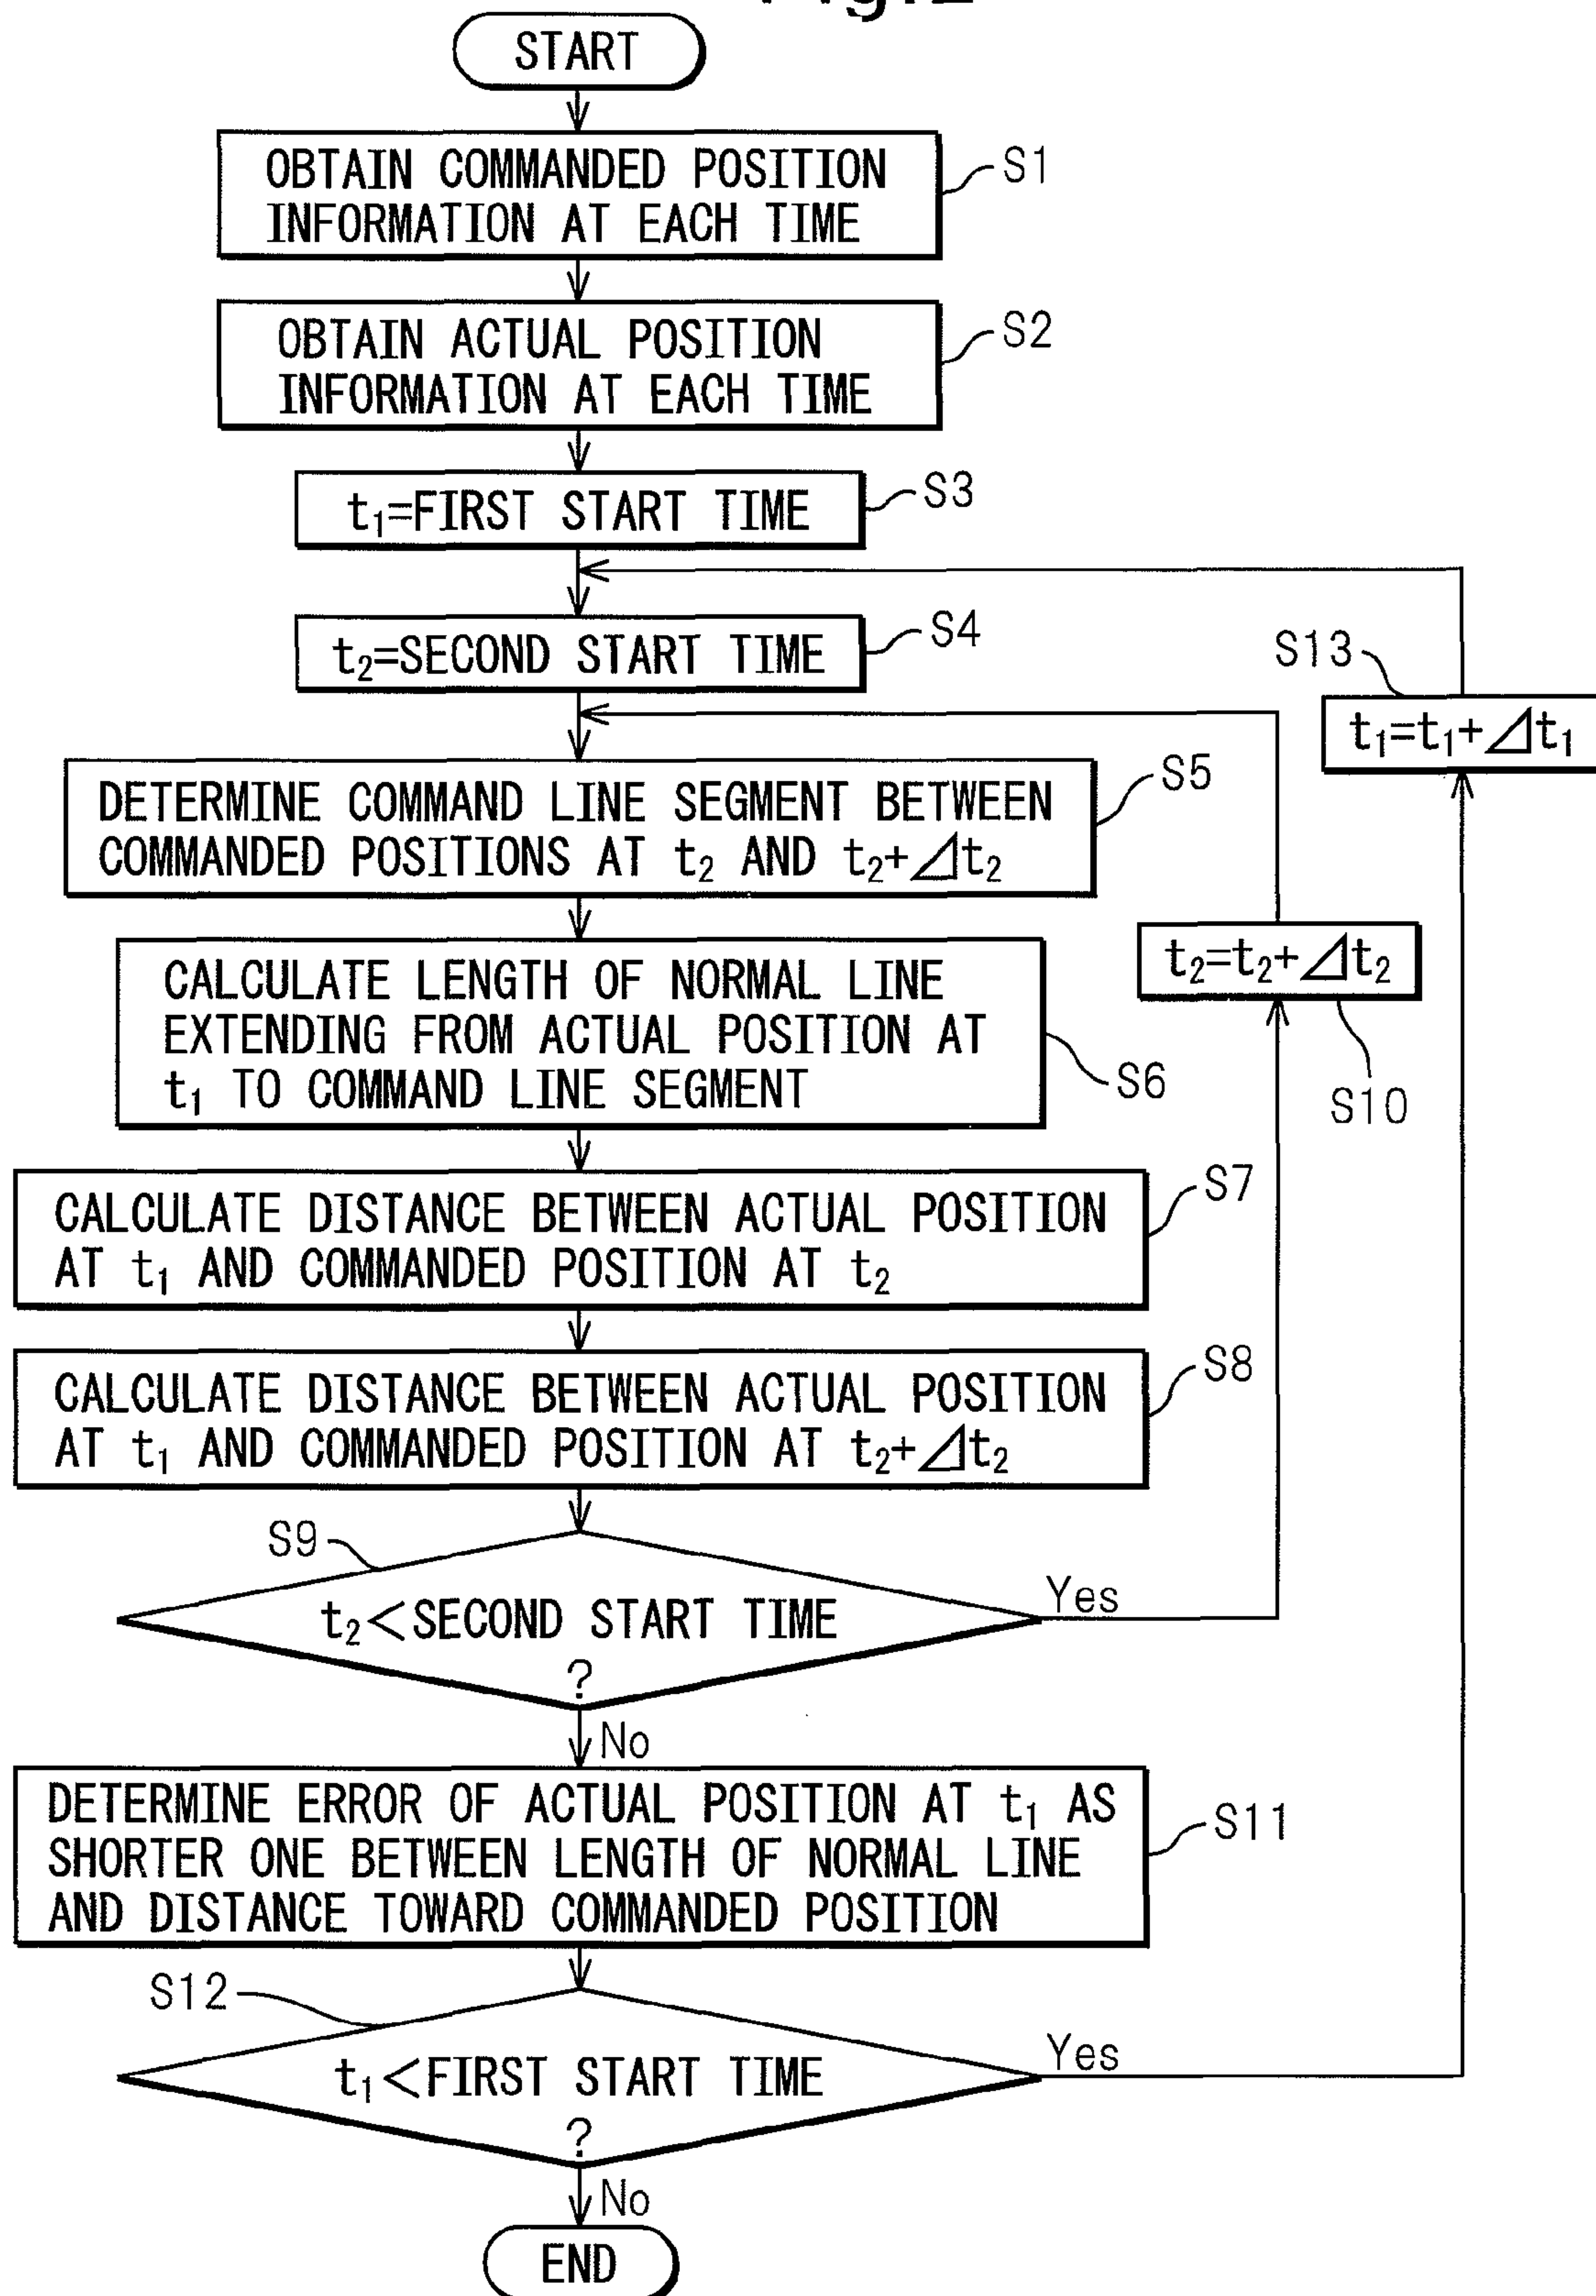 START
OBTAIN COMMANDED POSITION
INFORMATION AT EACH TIME
S1
OBTAIN ACTUAL POSITION
INFORMATION AT EACH TIME
S2
t₁=FIRST START TIME
S3
t₂=SECOND START TIME
S4
S13
t₁=t₁+⊿t₁
DETERMINE COMMAND LINE SEGMENT BETWEEN
COMMANDED POSITIONS AT t₂ AND t₂+⊿t₂
S5
t₂=t₂+⊿t₂
S10
CALCULATE LENGTH OF NORMAL LINE
EXTENDING FROM ACTUAL POSITION AT
t₁ TO COMMAND LINE SEGMENT
S6
CALCULATE DISTANCE BETWEEN ACTUAL POSITION
AT t₁ AND COMMANDED POSITION AT t₂
S7
CALCULATE DISTANCE BETWEEN ACTUAL POSITION
AT t₁ AND COMMANDED POSITION AT t₂+⊿t₂
S8
S9
t₂<SECOND START TIME
?
Yes
No
DETERMINE ERROR OF ACTUAL POSITION AT t₁ AS
SHORTER ONE BETWEEN LENGTH OF NORMAL LINE
AND DISTANCE TOWARD COMMANDED POSITION
S11
S12
t₁<FIRST START TIME
?
Yes
No
END